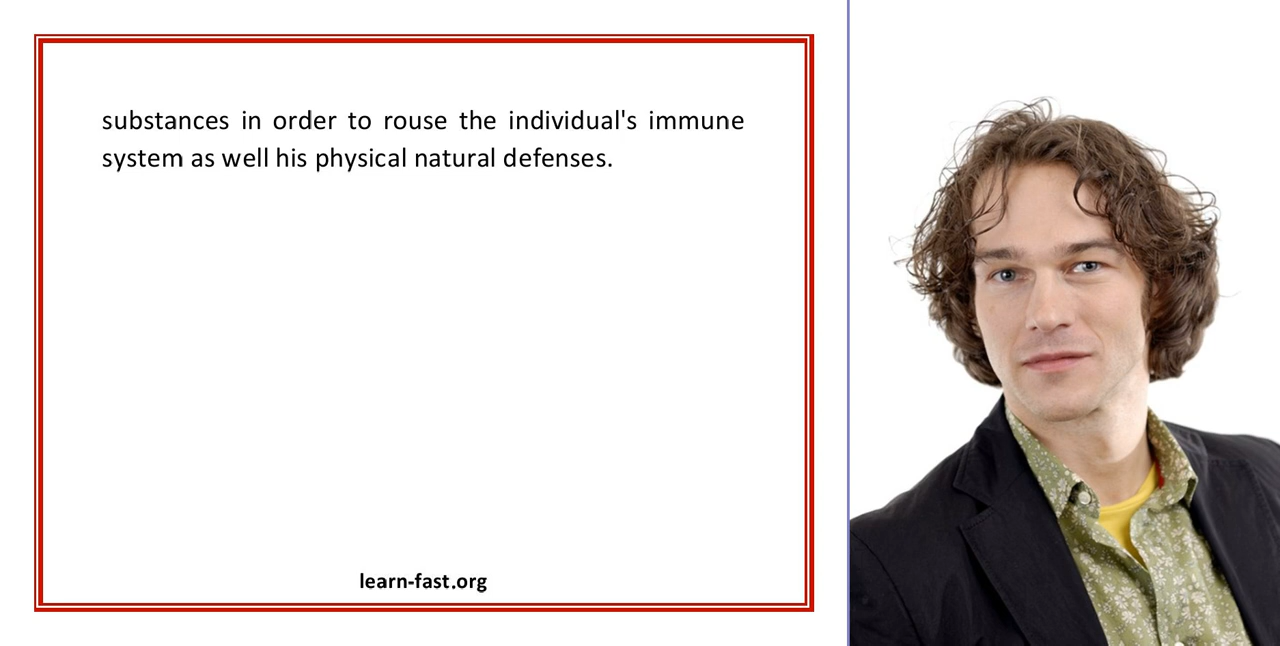 substances in order to rouse the individual's immune
system as well his physical natural defenses.
learn-fast.org